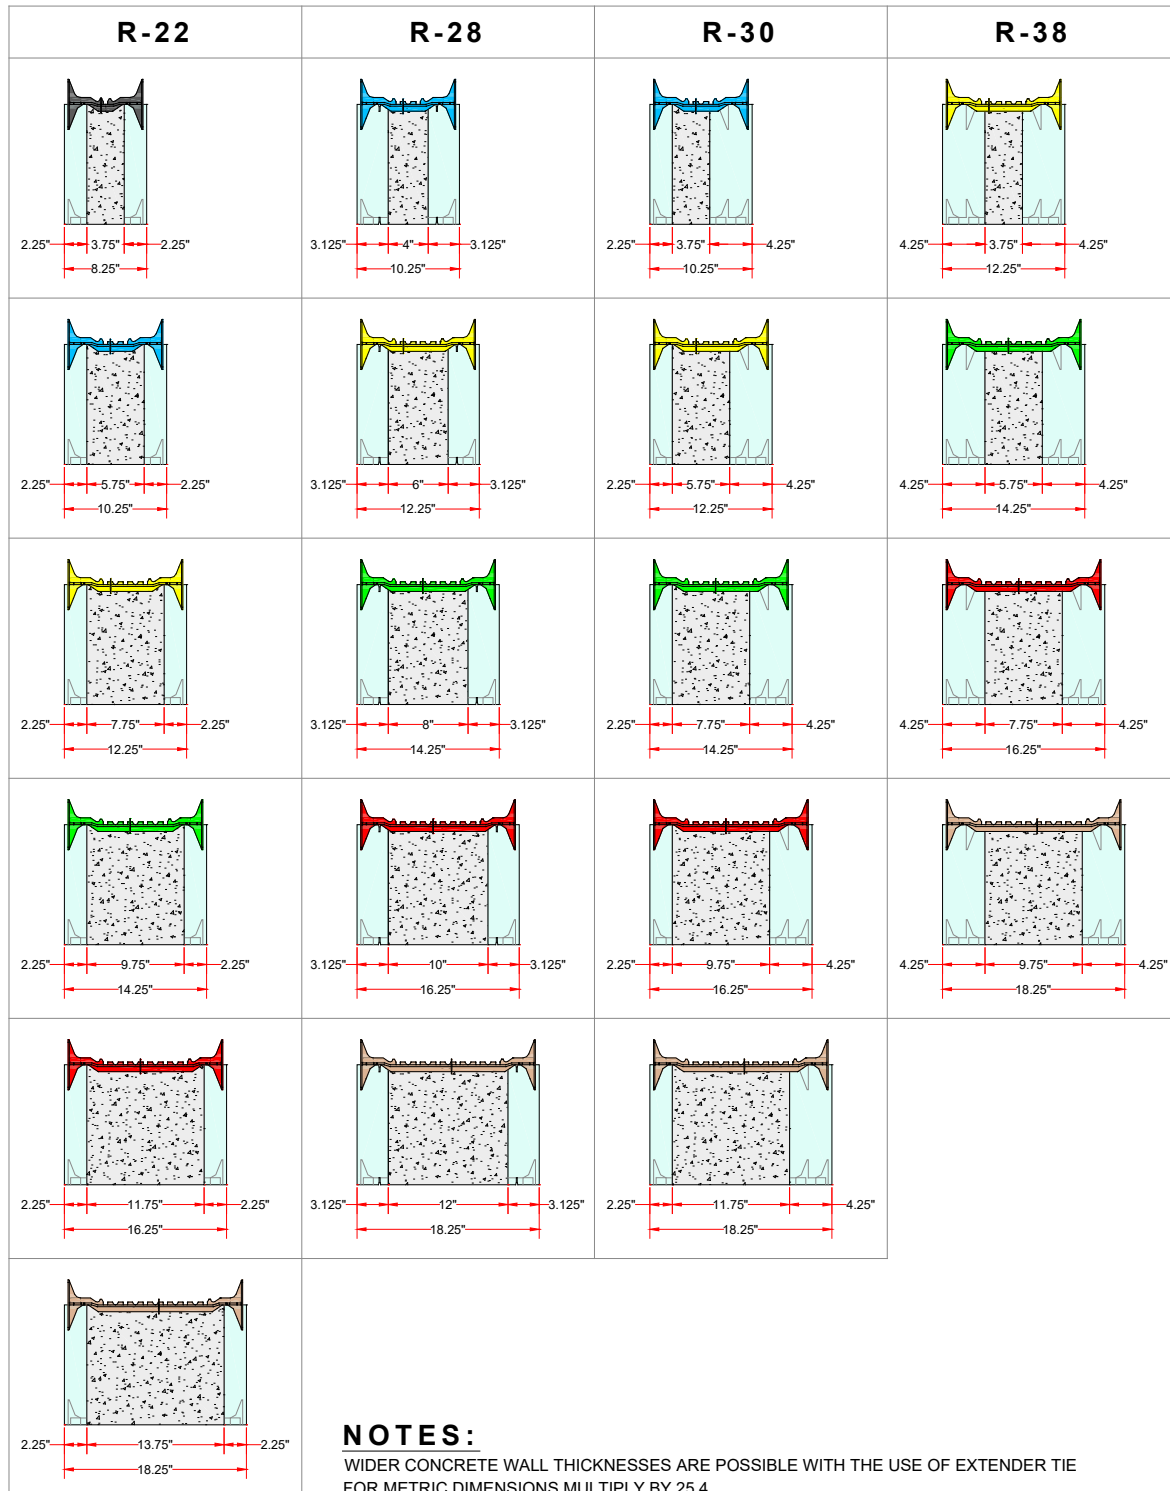 R-22 R-28 R-30 R-38
2.25" 3.75" 2.25" 3.125" 4" 3.125" 2.25" 3.75" 4.25" 4.25" 3.75" 4.25"
8.25" 10.25" 10.25" 12.25"
2.25" 5.75" 2.25" 3.125" 6" 3.125" 2.25" 5.75" 4.25" 4.25" 5.75" 4.25"
10.25" 12.25" 12.25" 14.25"
2.25" 7.75" 2.25" 3.125" 8" 3.125" 2.25" 7.75" 4.25" 4.25" 7.75" 4.25"
12.25" 14.25" 14.25" 16.25"
2.25" 9.75" 2.25" 3.125" 10" 3.125" 2.25" 9.75" 4.25" 4.25" 9.75" 4.25"
14.25" 16.25" 16.25" 18.25"
2.25" 11.75" 2.25" 3.125" 12" 3.125" 2.25" 11.75" 4.25"
16.25" 18.25" 18.25"
2.25" 13.75" 2.25"
18.25"
NOTES:
WIDER CONCRETE WALL THICKNESSES ARE POSSIBLE WITH THE USE OF EXTENDER TIE
FOR METRIC DIMENSIONS MULTIPLY BY 25.4